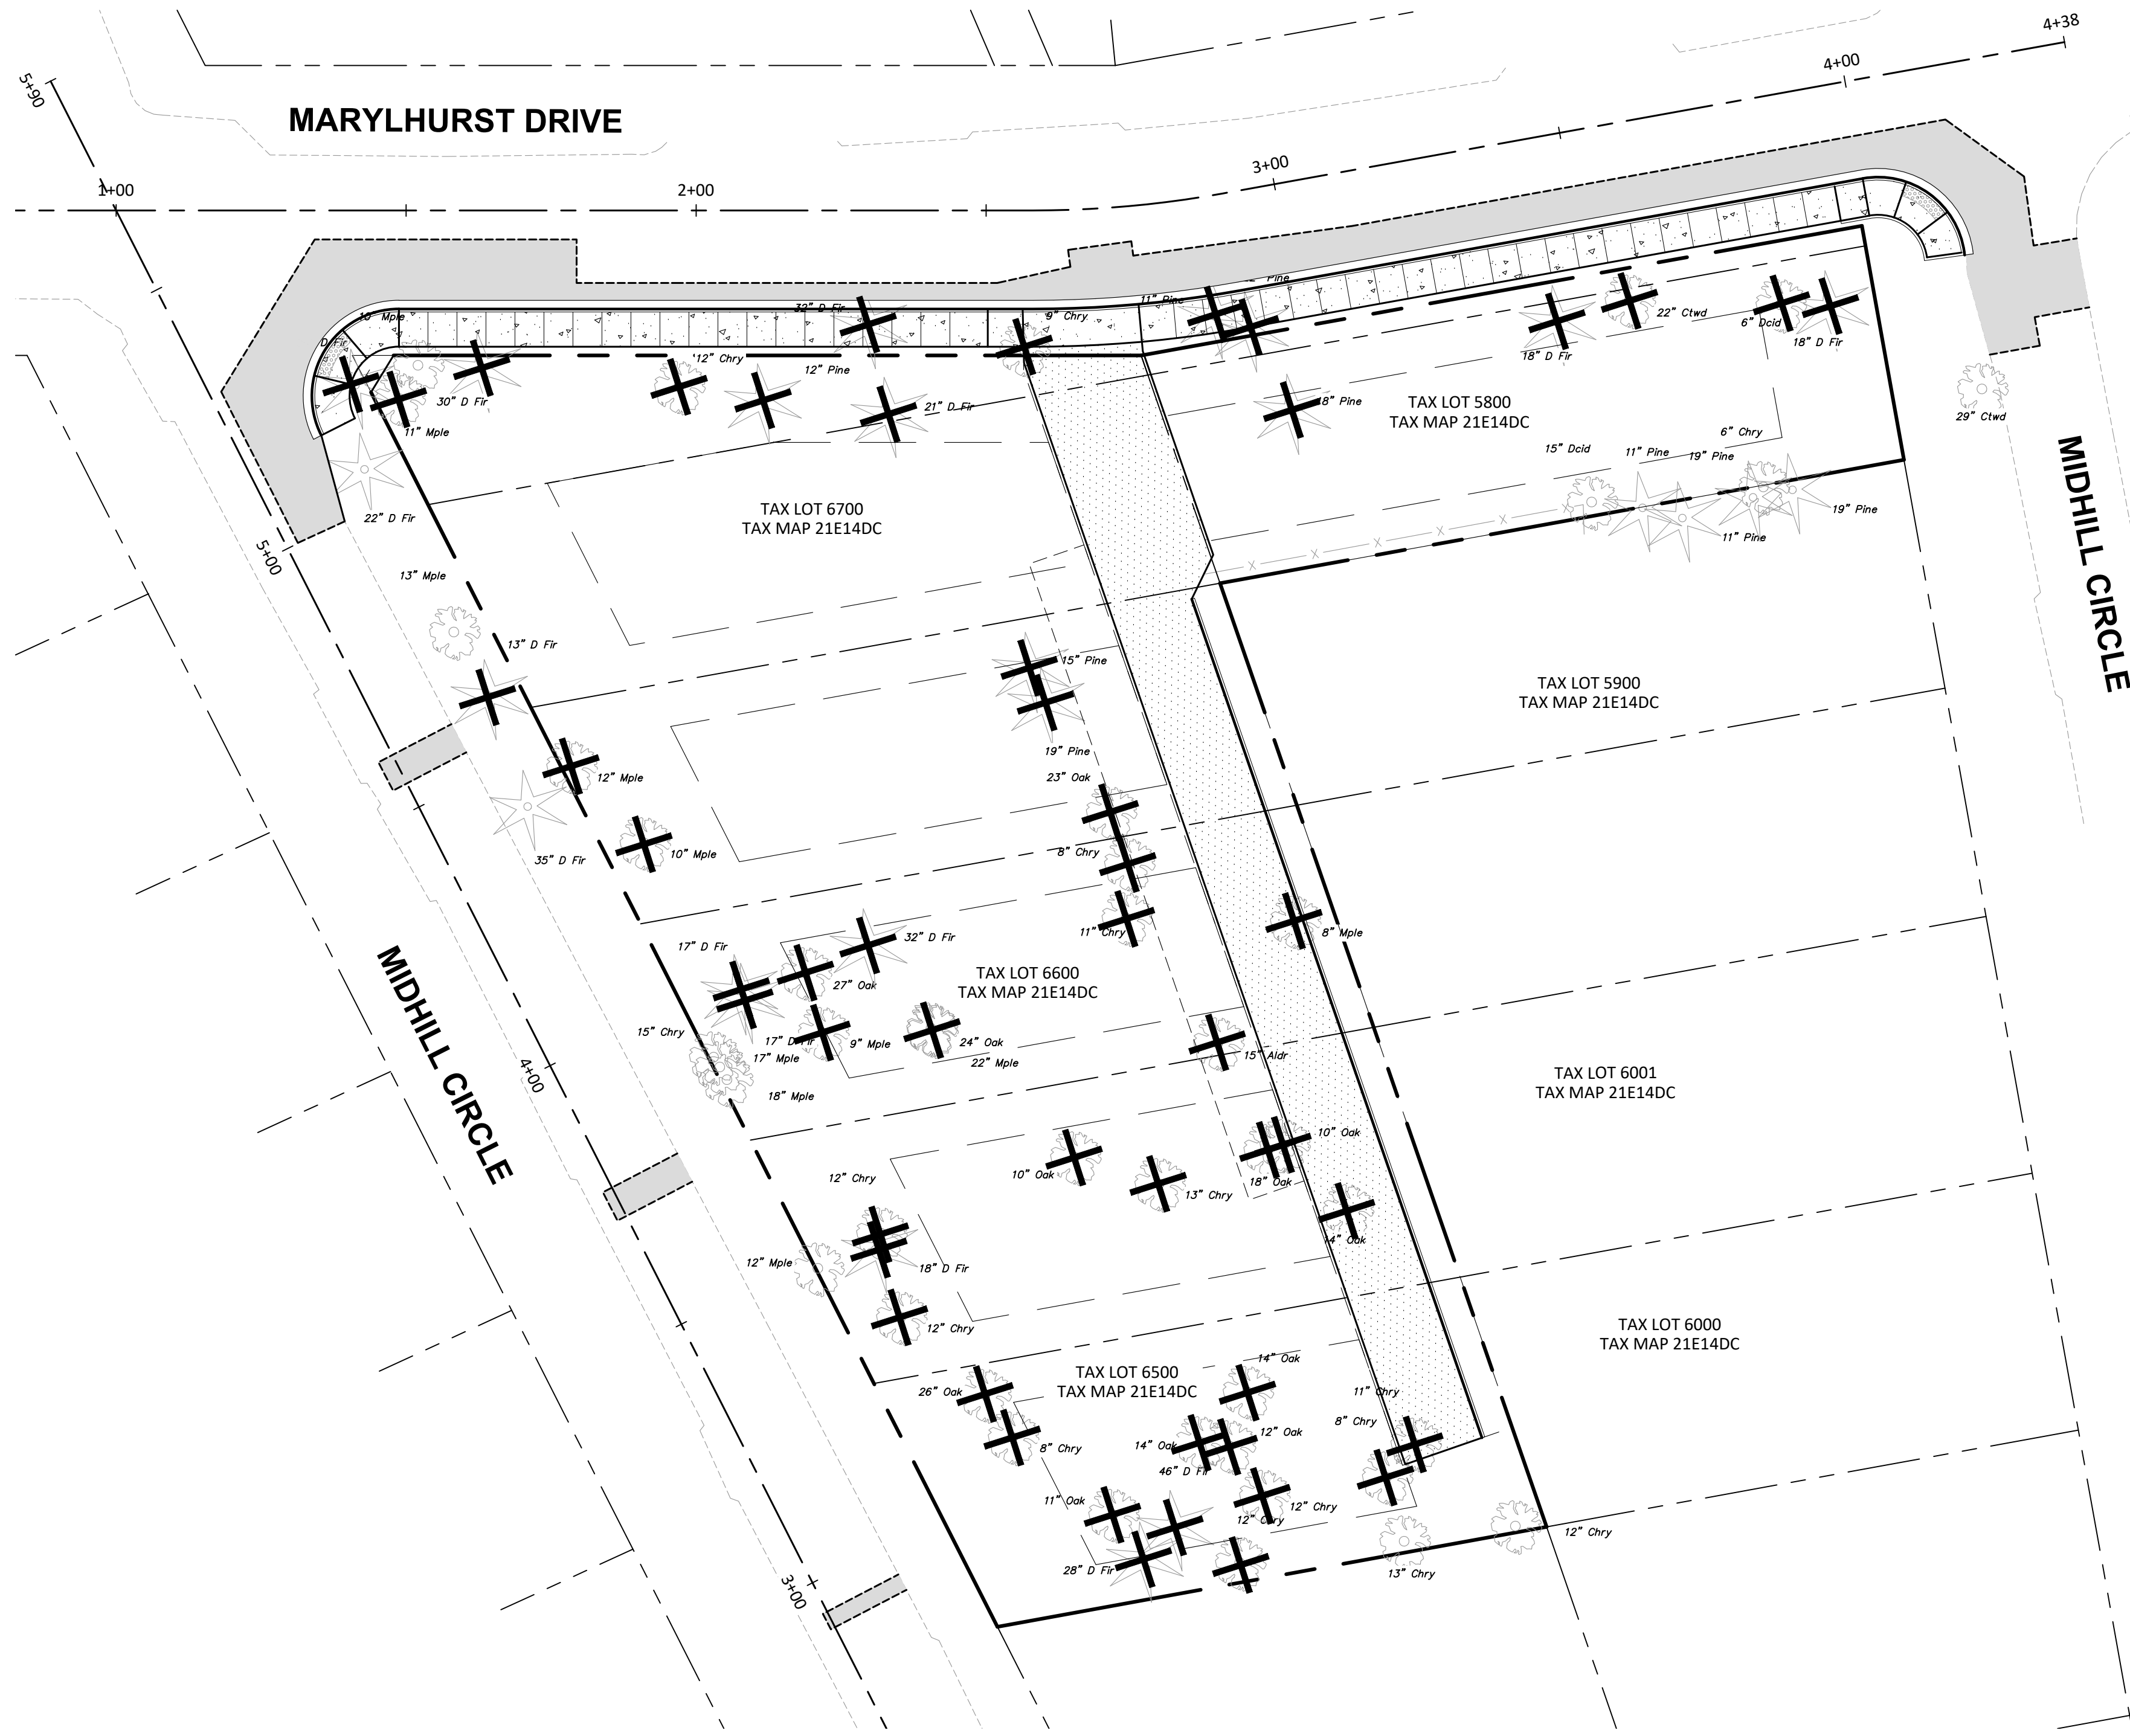 4+38
4+00
5+90
MARYLHURST DRIVE
3+00
1+00
2+00
Pine
11" Pine
32" D Fir
9" Chry
10" Mple
22" Ctwd
6" Dcid
D Fir
18" D Fir
18" D Fir
12" Chry
12" Pine
30" D Fir
21" D Fir
8" Pine
TAX LOT 5800
TAX MAP 21E14DC
29" Ctwd
11" Mple
6" Chry
15" Dcid
11" Pine
19" Pine
MIDHILL CIRCLE
TAX LOT 6700
TAX MAP 21E14DC
22" D Fir
19" Pine
11" Pine
5+00
13" Mple
13" D Fir
15" Pine
TAX LOT 5900
TAX MAP 21E14DC
19" Pine
12" Mple
23" Oak
35" D Fir
10" Mple
8" Chry
11" Chry
8" Mple
17" D Fir
32" D Fir
27" Oak
TAX LOT 6600
TAX MAP 21E14DC
MIDHILL CIRCLE
15" Chry
17" D Fir
9" Mple
24" Oak
17" Mple
22" Mple
15" Aldr
4+00
18" Mple
TAX LOT 6001
TAX MAP 21E14DC
10" Oak
12" Chry
10" Oak
13" Chry
18" Oak
14" Oak
12" Mple
18" D Fir
12" Chry
TAX LOT 6000
TAX MAP 21E14DC
14" Oak
26" Oak
TAX LOT 6500
TAX MAP 21E14DC
11" Chry
8" Chry
8" Chry
14" Oak
12" Oak
46" D Fir
11" Oak
12" Chry
12" Chry
12" Chry
28" D Fir
13" Chry
3+00